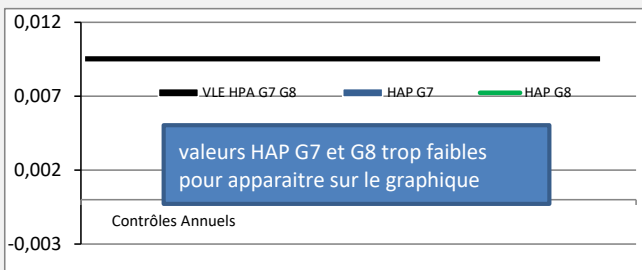 0,012
0,007
VLE HPA G7 G8 HAP G7 HAP G8
valeurs HAP G7 et G8 trop faibles
pour apparaitre sur le graphique
0,002
Contrôles Annuels
-0,003